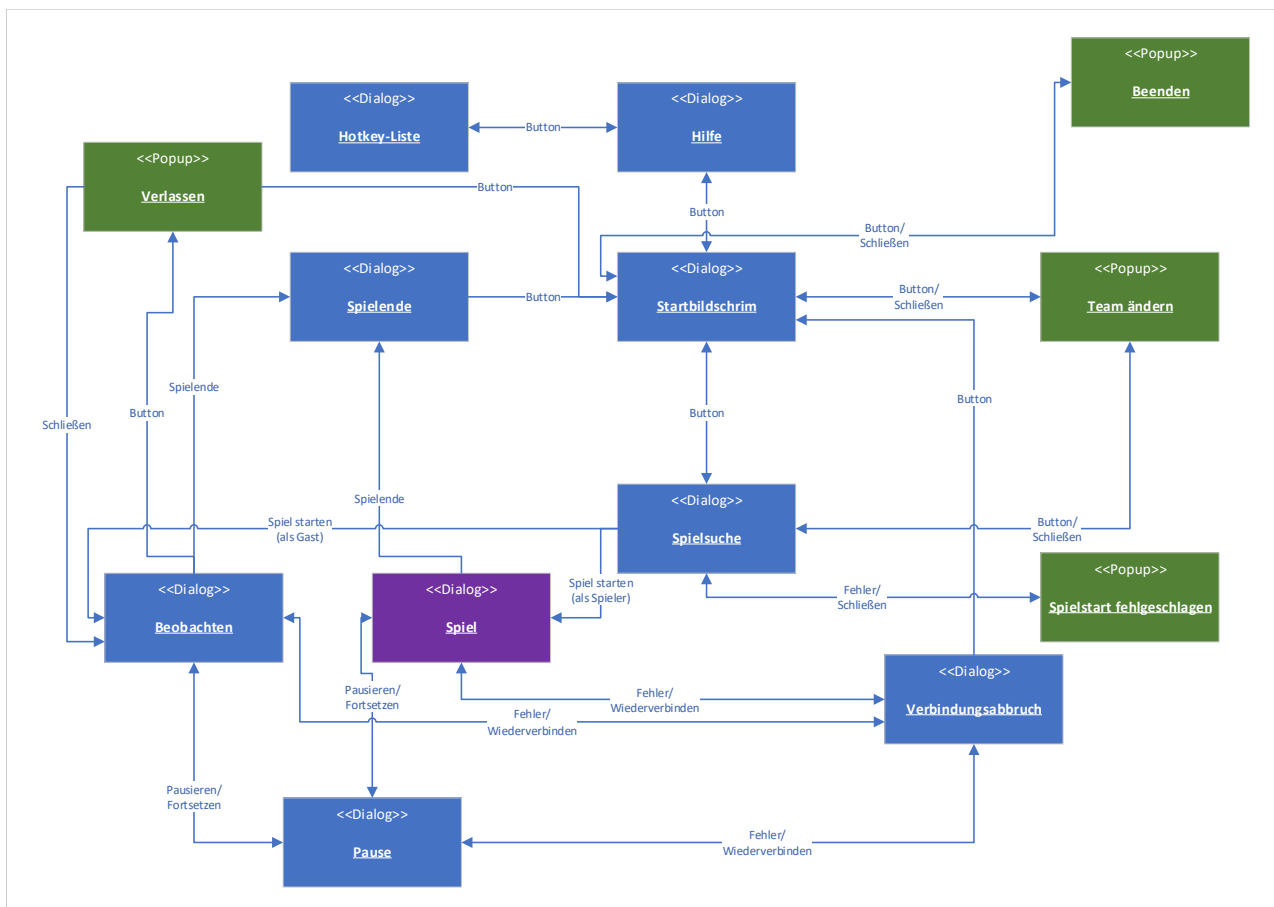 <<Popup>>
Beenden
<<Dialog>>
Hotkey-Liste
Button
<<Dialog>>
Hilfe
<<Popup>>
Verlassen
Button
Button
Button/
Schließen
<<Dialog>>
Spielende
Button
<<Dialog>>
Startbildschrim
Button/
Schließen
<<Popup>>
Team ändern
Spielende
Button
Schließen
Button
Button
Spielende
<<Dialog>>
Spielsuche
Spiel starten
(als Gast)
Button/
Schließen
<<Dialog>>
Beobachten
<<Dialog>>
Spiel
Spiel starten
(als Spieler)
Fehler/
Schließen
<<Popup>>
Spielstart fehlgeschlagen
<<Dialog>>
Verbindungsabbruch
Pausieren/
Fortsetzen
Fehler/
Wiederverbinden
Fehler/
Wiederverbinden
Pausieren/
Fortsetzen
<<Dialog>>
Pause
Fehler/
Wiederverbinden